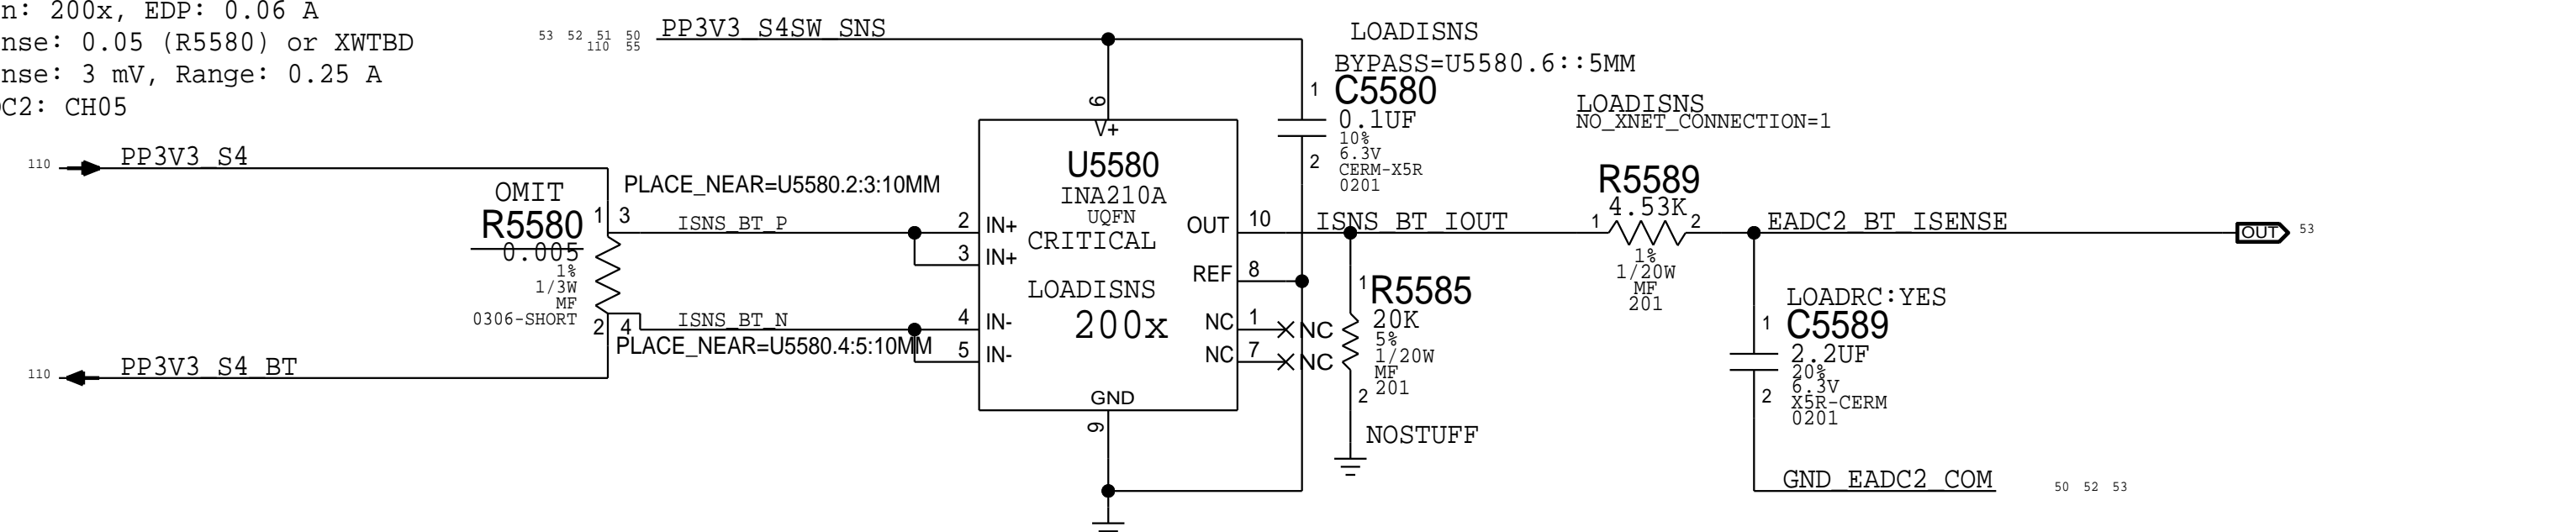 n: 200x, EDP: 0.06 A
nse: 0.05 (R5580) or XWTBD
nse: 3 mV, Range: 0.25 A
C2: CH05
53 52 51 50
110 55
PP3V3_S4SW_SNS
LOADISNS
BYPASS=U5580.6::5MM
1
C5580
0.1UF
10%
6.3V
CERM-X5R
0201
2
LOADISNS
NO_XNET_CONNECTION=1
110
PP3V3_S4
OMIT
R5580
0.005
1%
1/3W
MF
0306-SHORT
1 3
2 4
PLACE_NEAR=U5580.2:3:10MM
ISNS_BT_P
ISNS_BT_N
PLACE_NEAR=U5580.4:5:10MM
110
PP3V3_S4_BT
6
V+
U5580
INA210A
UQFN
CRITICAL
LOADISNS
200x
2 IN+
3 IN+
4 IN-
5 IN-
OUT 10
REF 8
NC 1 NC
NC 7 NC
GND
9
ISNS_BT_IOUT
1
R5585
20K
5%
1/20W
MF
201
2
NOSTUFF
R5589
4.53K
1 2
1%
1/20W
MF
201
EADC2_BT_ISENSE
OUT 53
LOADRC:YES
1
C5589
2.2UF
20%
6.3V
X5R-CERM
0201
2
GND_EADC2_COM
50 52 53